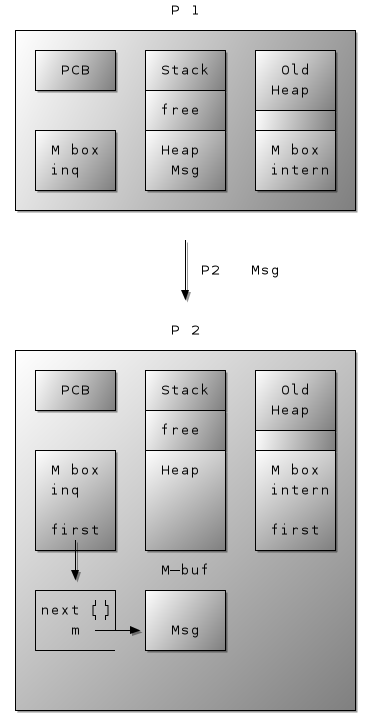 P 1
PCB Stack Old
Heap
free
M box Heap M box
inq Msg intern
P2 Msg
P 2
PCB Stack Old
Heap
free
M box Heap M box
inq intern
first first
M-buf
next []
m Msg